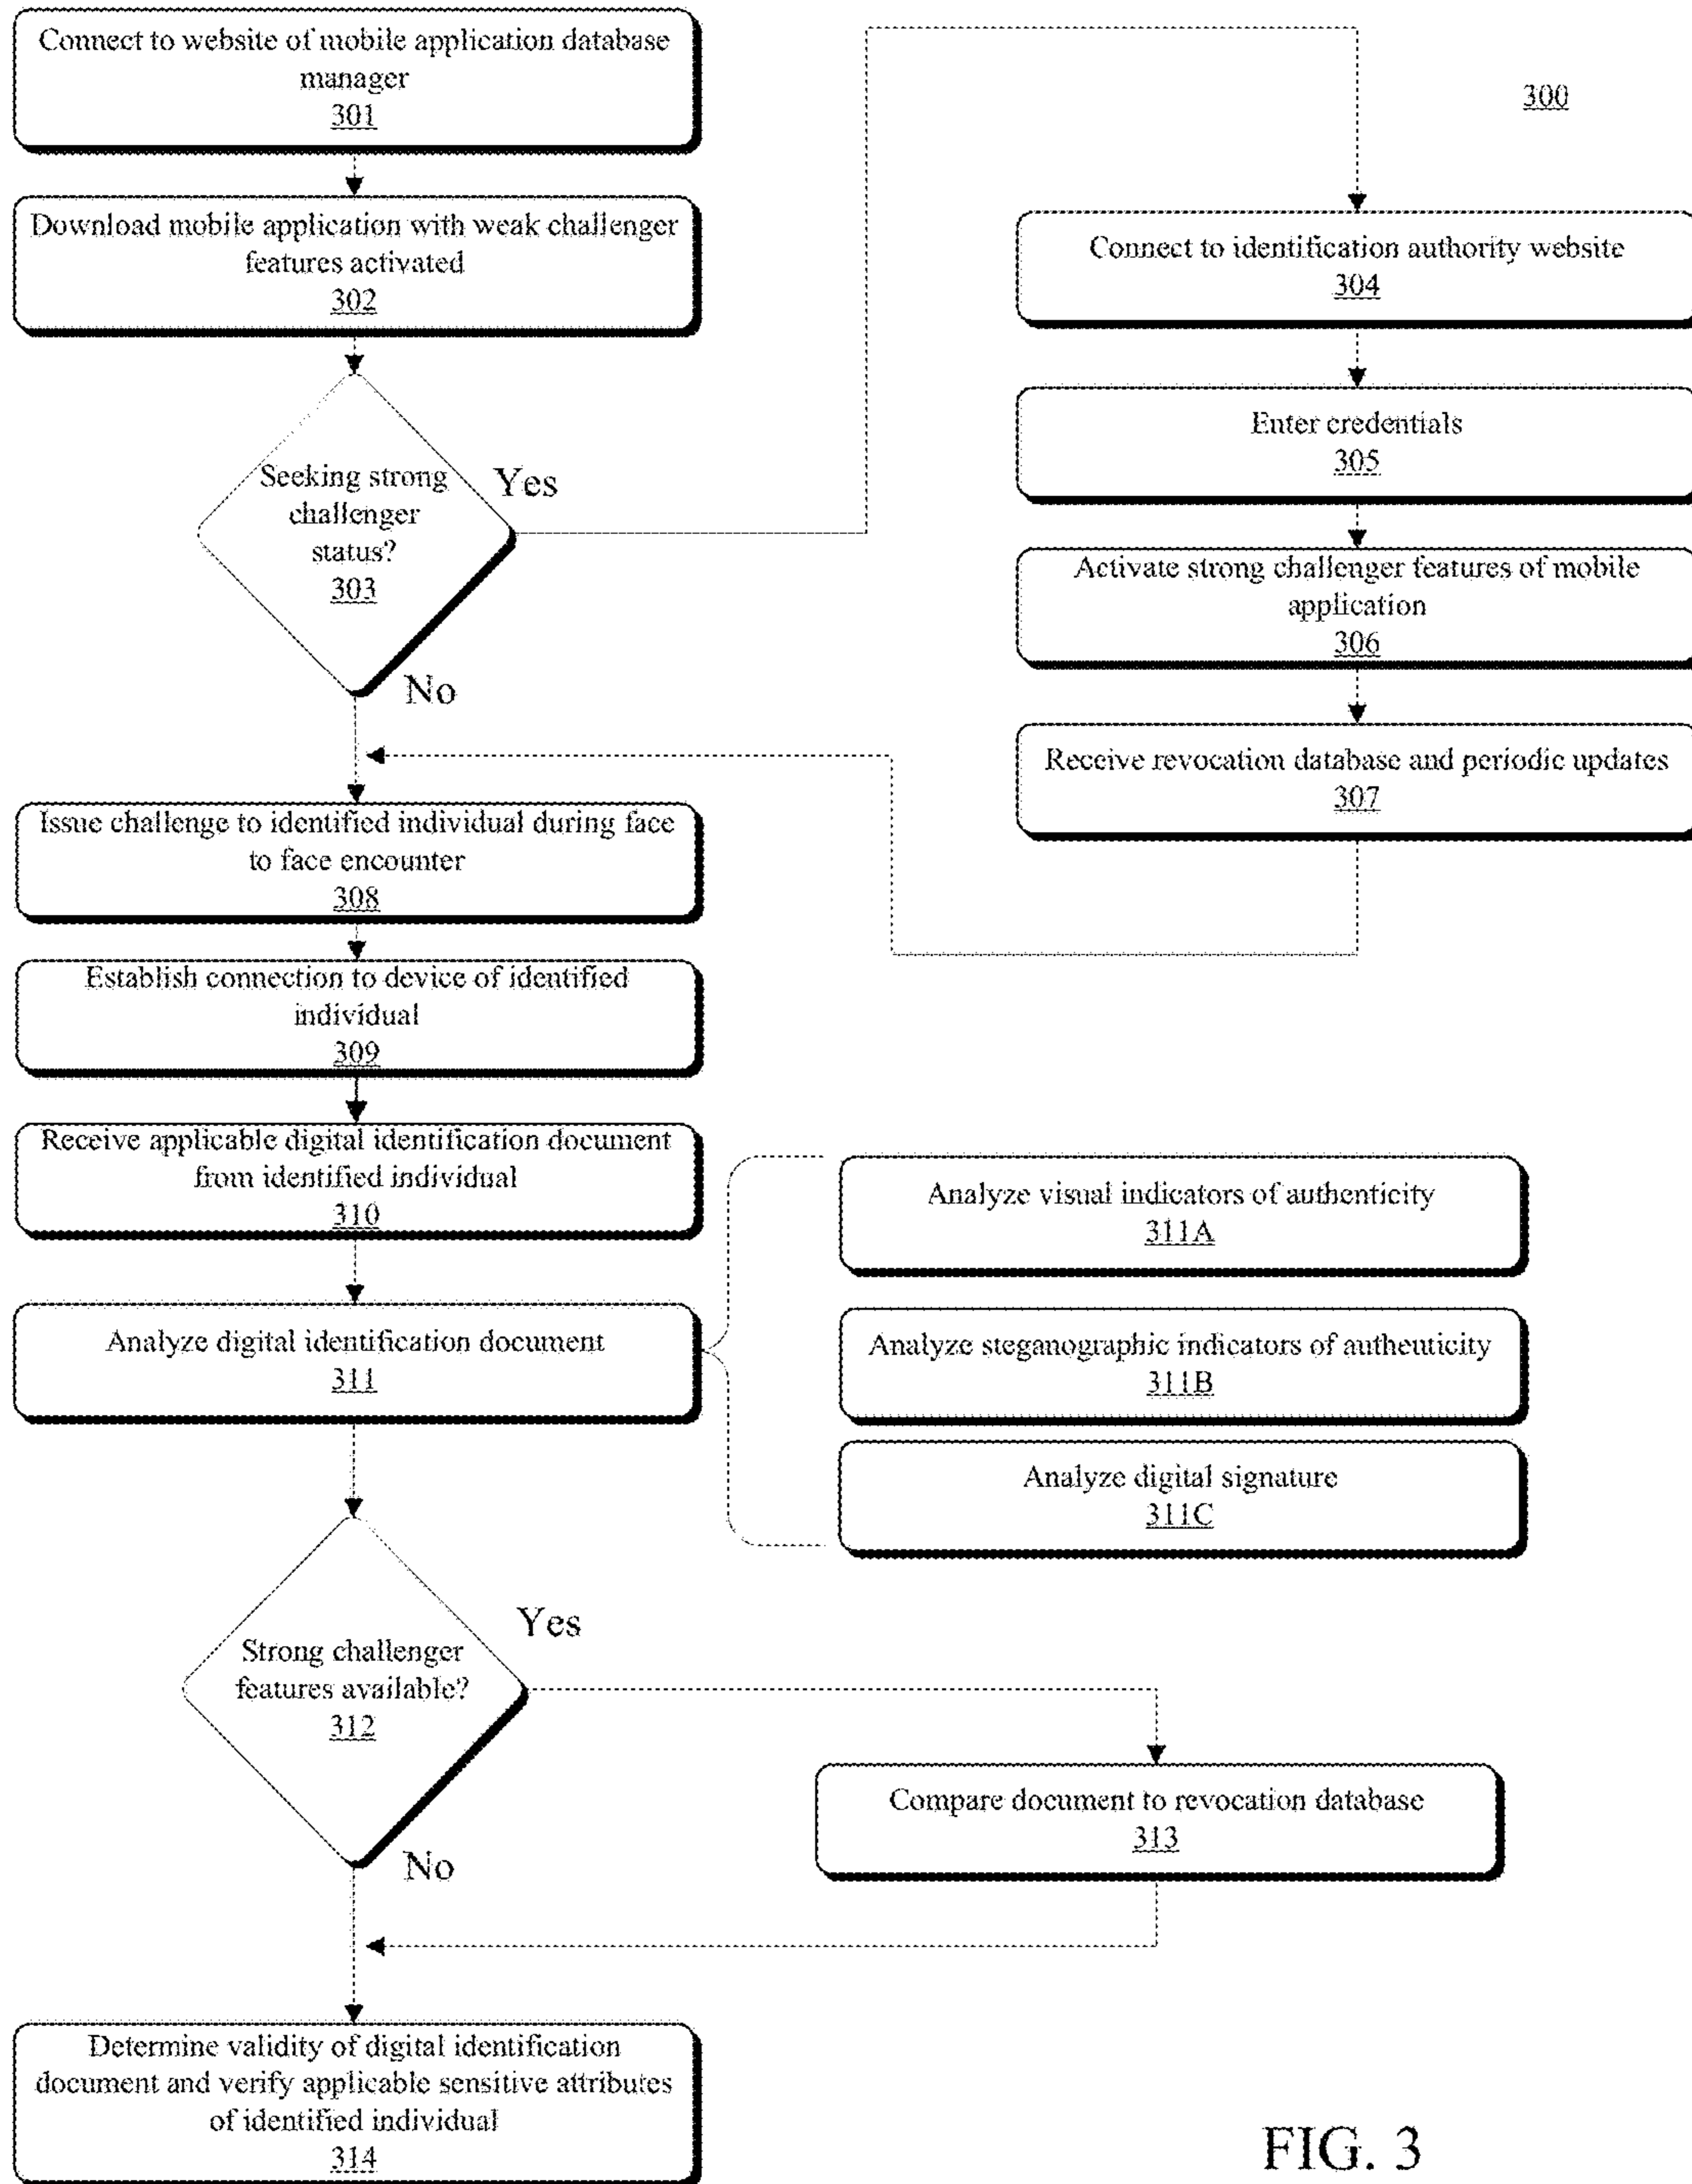 Connect to website of mobile application database
manager
301
300
Download mobile application with weak challenger
features activated
302
Seeking strong
challenger
status?
303
Yes
No
Connect to identification authority website
304
Enter credentials
305
Activate strong challenger features of mobile
application
306
Receive revocation database and periodic updates
307
Issue challenge to identified individual during face
to face encounter
308
Establish connection to device of identified
individual
309
Receive applicable digital identification document
from identified individual
310
Analyze digital identification document
311
Analyze visual indicators of authenticity
311A
Analyze steganographic indicators of authenticity
311B
Analyze digital signature
311C
Strong challenger
features available?
312
Yes
No
Compare document to revocation database
313
Determine validity of digital identification
document and verify applicable sensitive attributes
of identified individual
314
FIG. 3